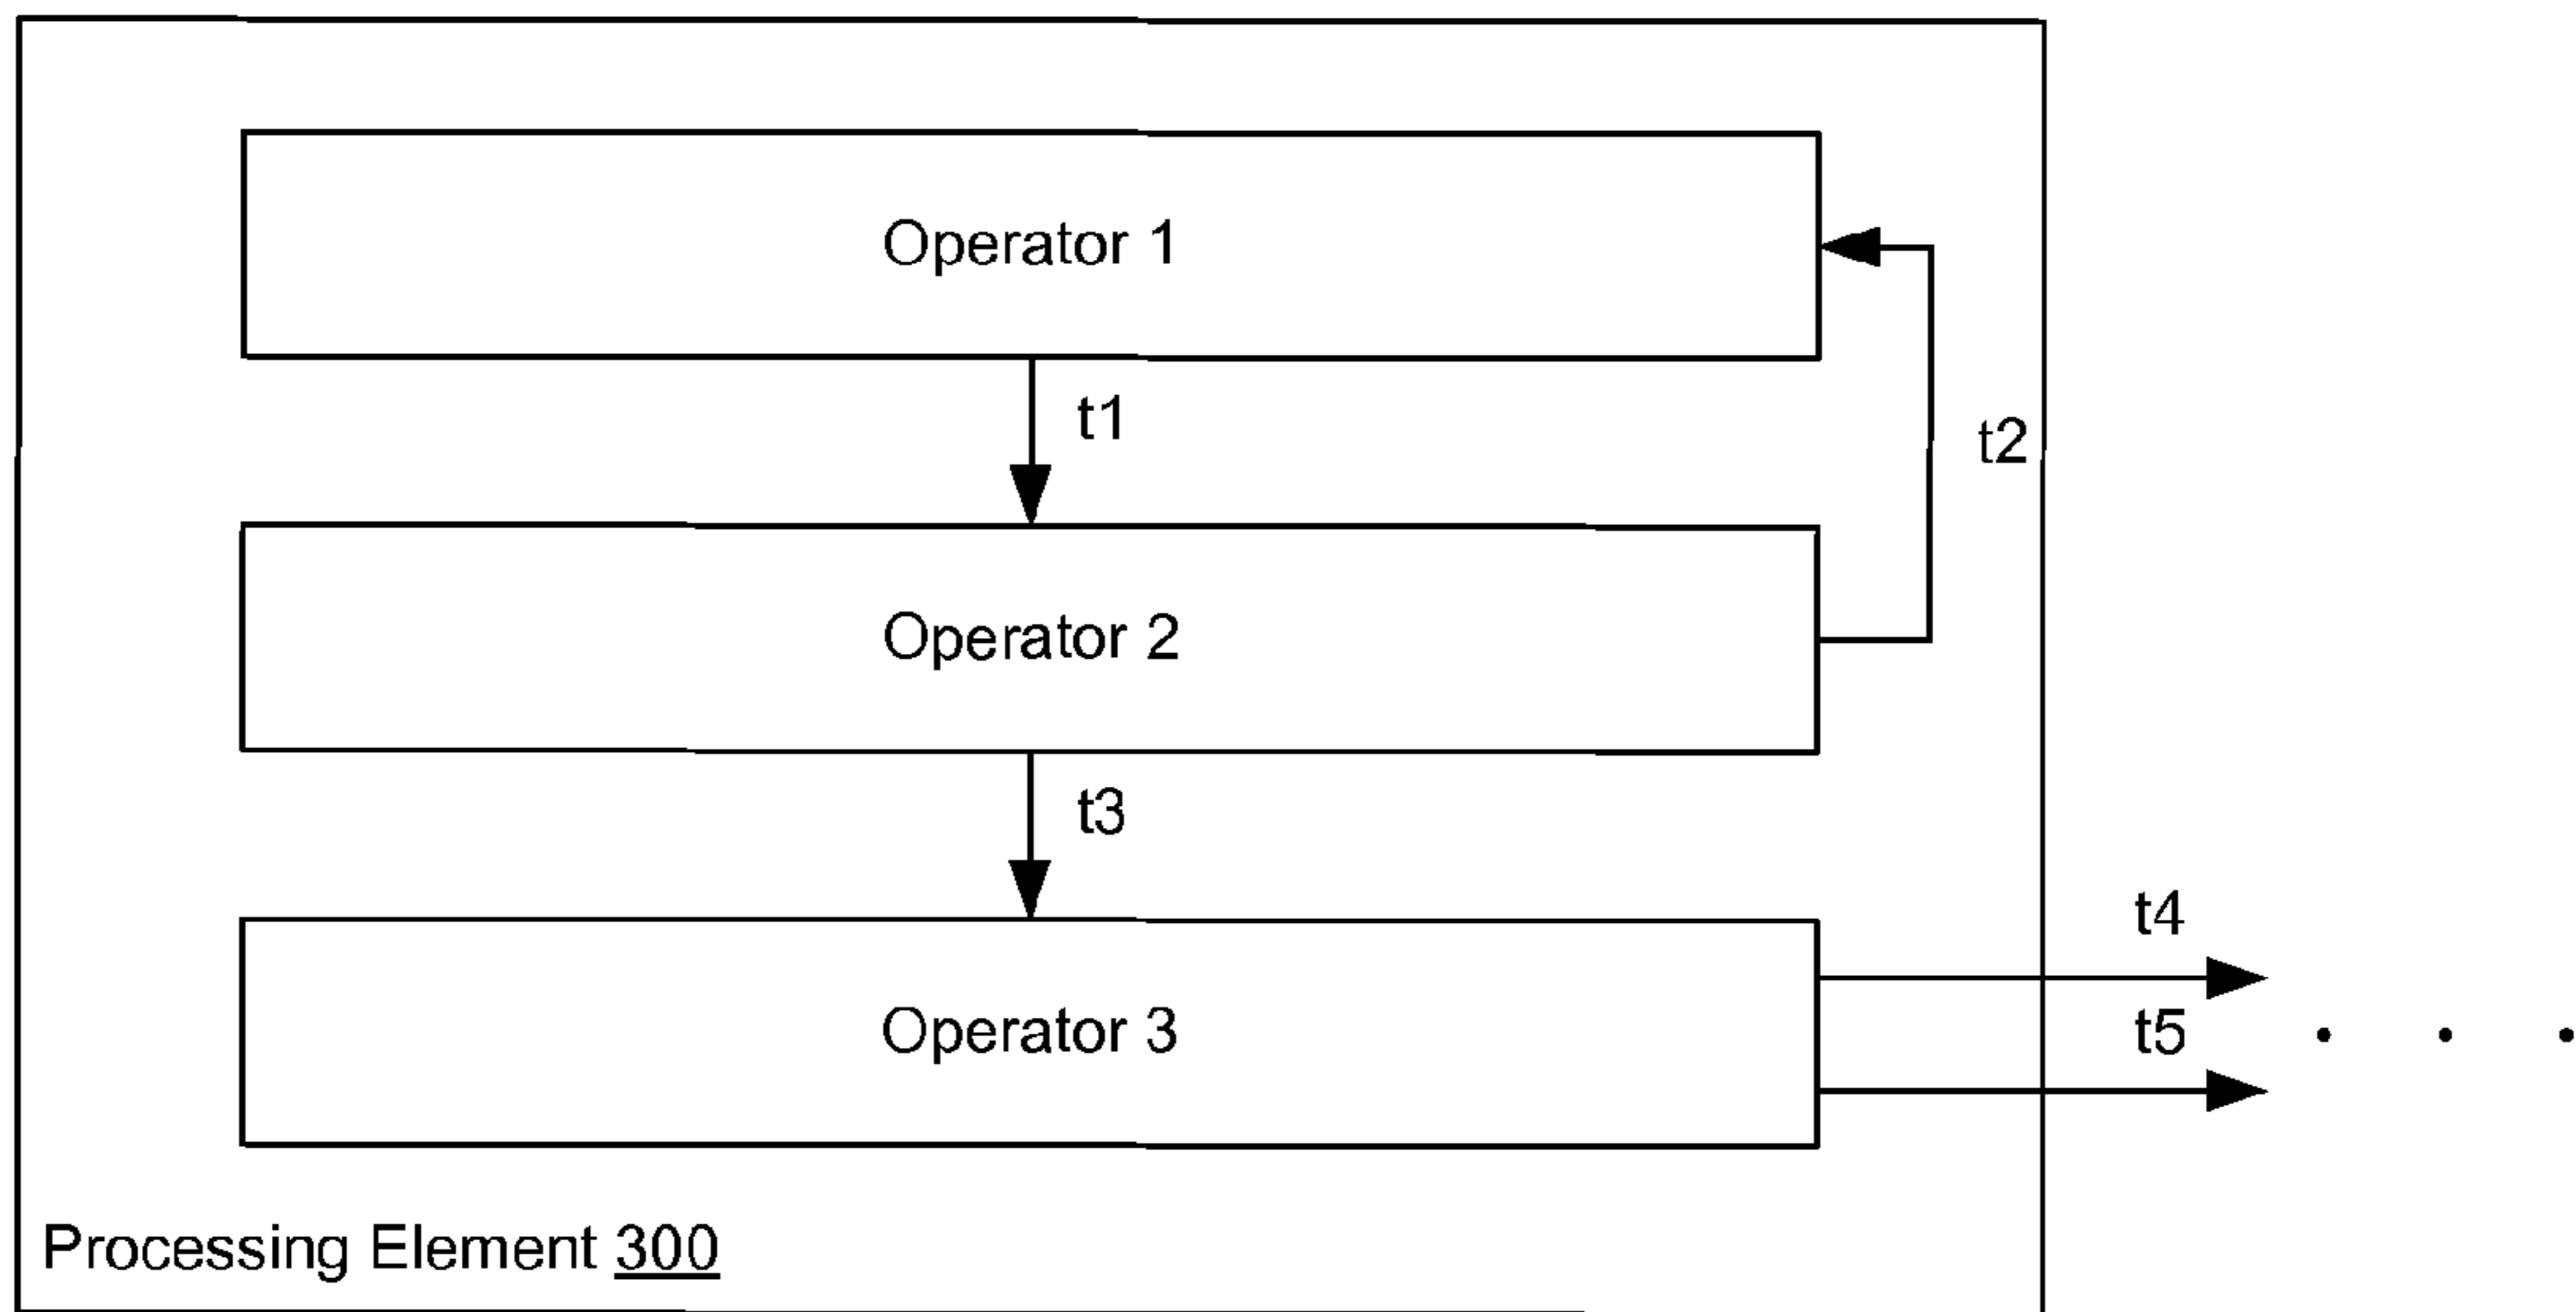 Operator 1
t1
t2
Operator 2
t3
t4
Operator 3
t5
Processing Element 300